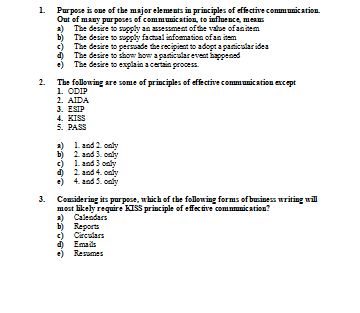 1. Purpose is one of the major elements in principles of effective communication.
Out of many purposes of communication, to influence, means
a) The desire to supply an assessment of the value of an item
b) The desire to supply factual information of an item
c) The desire to persuade the recipient to adopt a particular idea
d) The desire to show how a particular event happened
e) The desire to explain a certain process.
2. The following are some of principles of effective communication except
1. ODIP
2. AIDA
3. ESIP
4. KISS
5. PASS
a) 1. and 2. only
b) 2. and 3. only
c) 1. and 3 only
d) 2. and 4. only
e) 4. and 5. only
3. Considering its purpose, which of the following forms of business writing will
most likely require KISS principle of effective communication?
a) Calendars
b) Reports
c) Circulars
d) Emails
e) Resumes